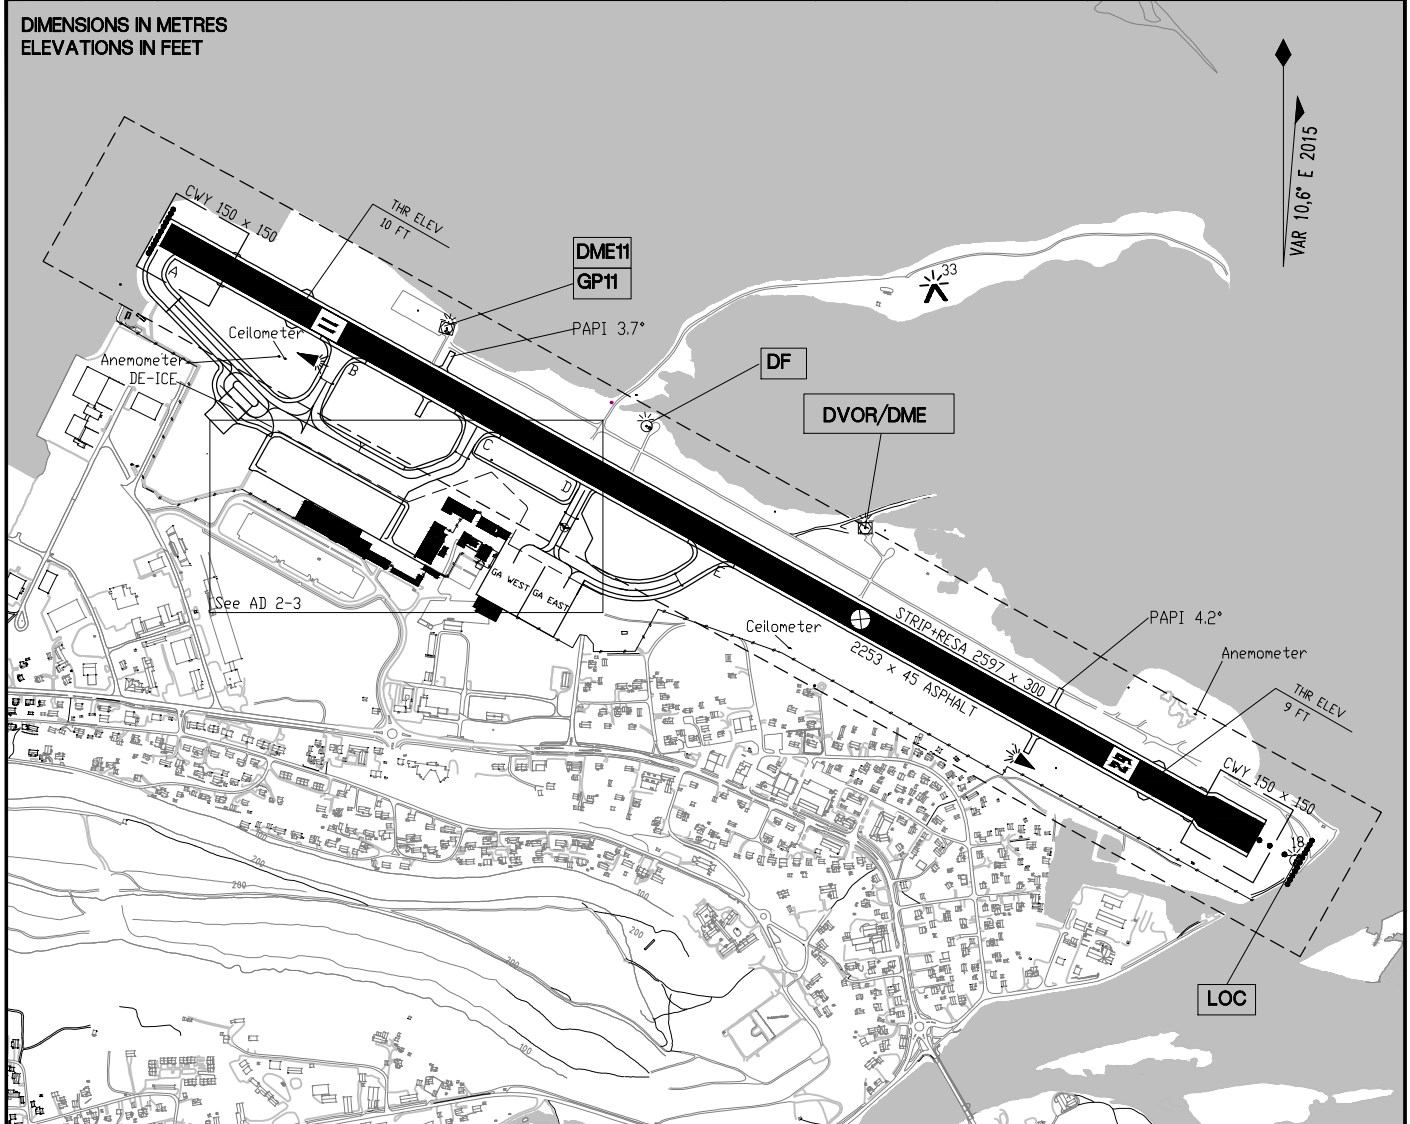 DIMENSIONS IN METRES
ELEVATIONS IN FEET
VAR 10,6° E 2015
CWY 150 x 150
THR ELEV
10 FT
DME11
GP11
33
A
PAPI 3.7°
Ceilometer
Anemometer
DE-ICE
B
DF
DVOR/DME
C
D
E
GA WEST
GA EAST
See AD 2-3
Ceilometer
STRIP+RESA 2597 x 300
2253 x 45 ASPHALT
PAPI 4.2°
Anemometer
THR ELEV
9 FT
CWY 150 x 150
18
LOC
200
200
100
200
200
100
100